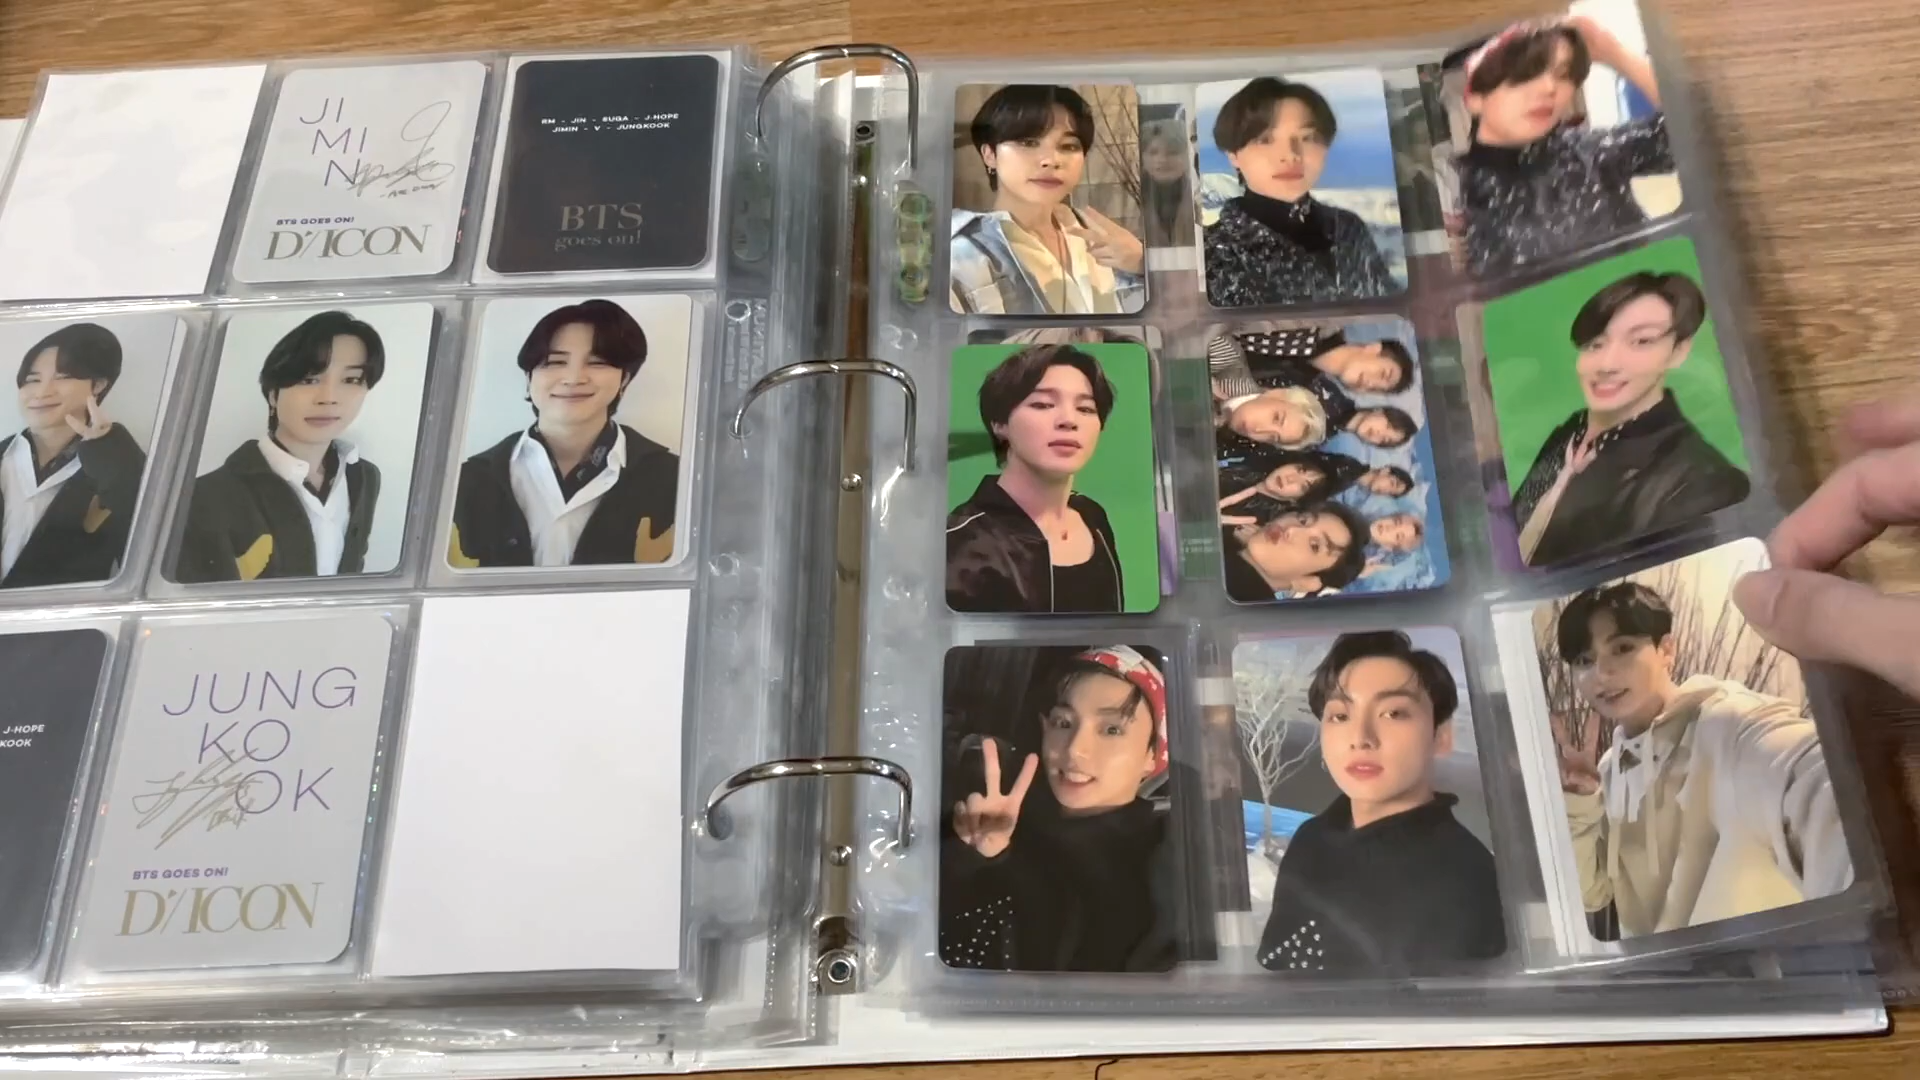 JI
MI
N
BTS GOES ON!
D/ICON
RM - JIN - SUGA - J-HOPE
JIMIN - V - JUNGKOOK
BTS
goes on!
J-HOPE
KOOK
JUNG
KO
OK
BTS GOES ON!
D/ICON